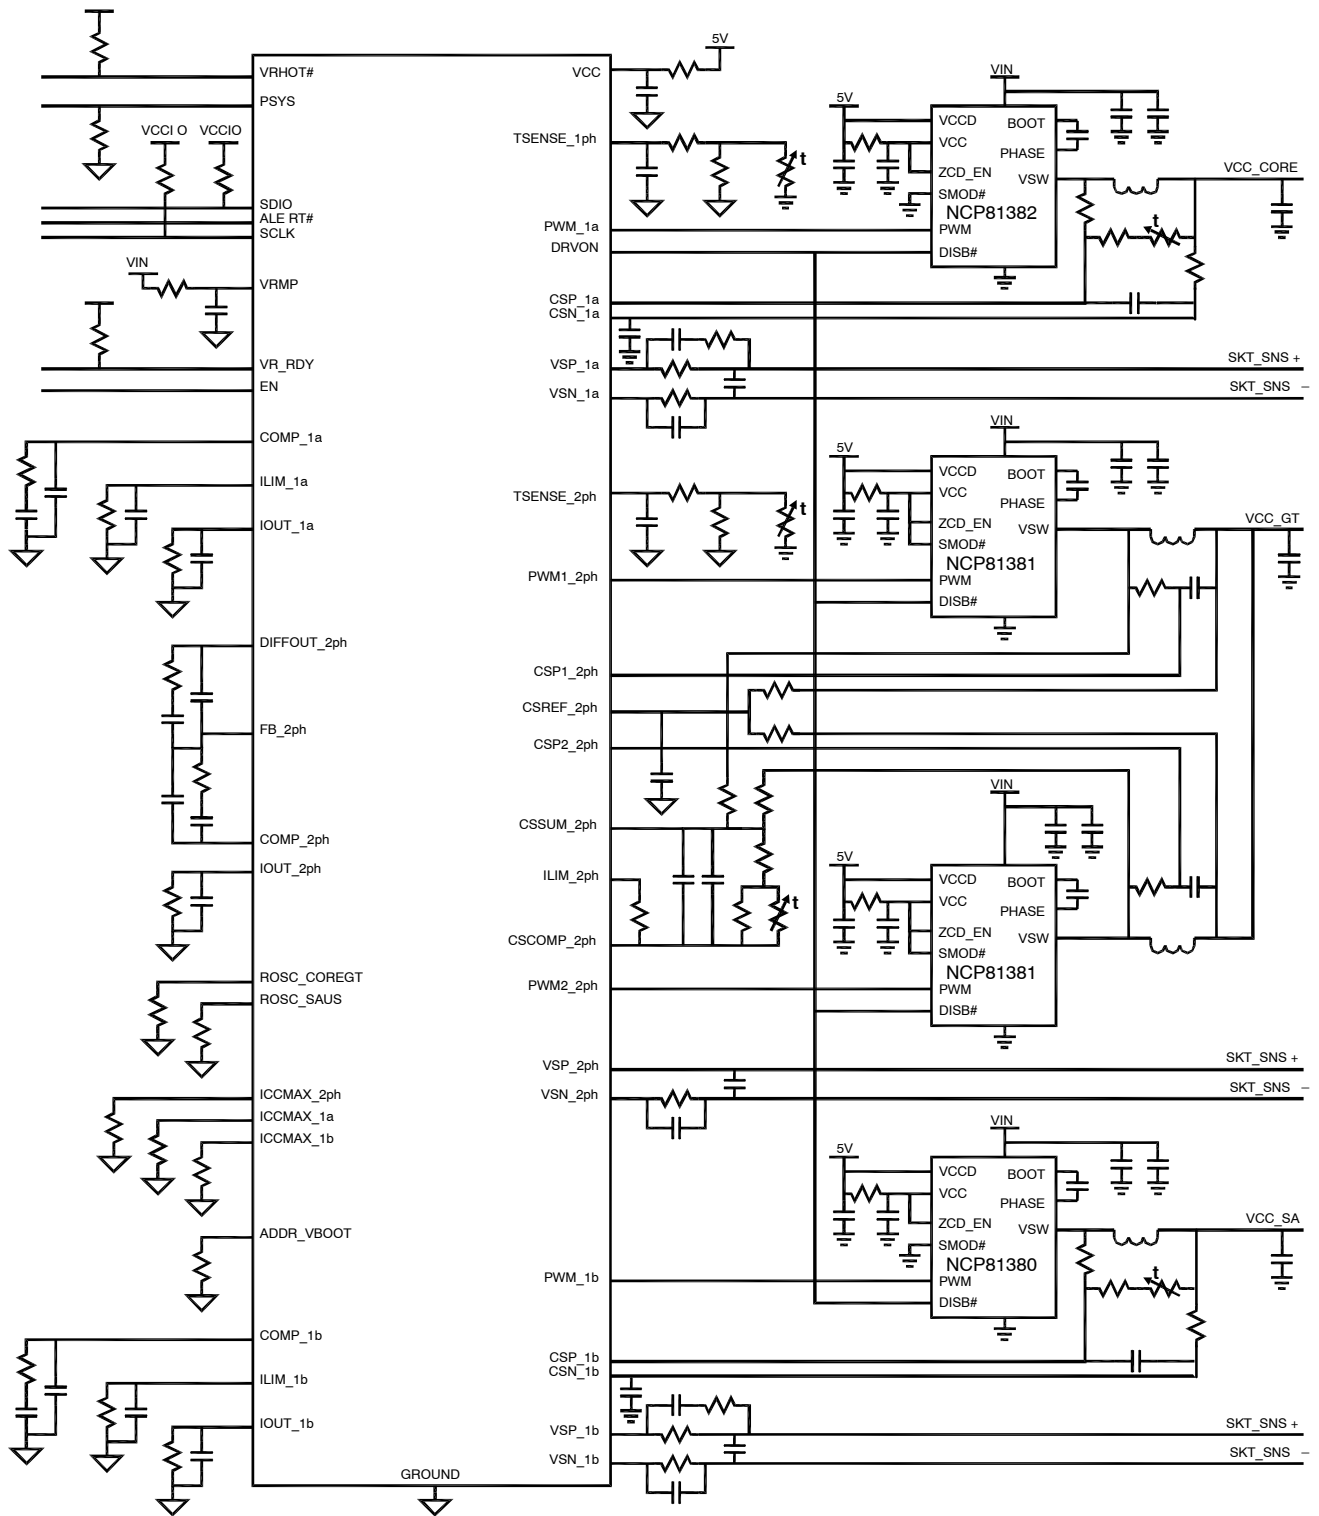 VRHOT#
PSYS
VCCI O
VCCIO
SDIO
ALE RT#
SCLK
VIN
VRMP
VR_RDY
EN
COMP_1a
ILIM_1a
IOUT_1a
DIFFOUT_2ph
FB_2ph
COMP_2ph
IOUT_2ph
ROSC_COREGT
ROSC_SAUS
ICCMAX_2ph
ICCMAX_1a
ICCMAX_1b
ADDR_VBOOT
COMP_1b
ILIM_1b
IOUT_1b
GROUND
VCC
5V
TSENSE_1ph
t
PWM_1a
DRVON
CSP_1a
CSN_1a
VSP_1a
VSN_1a
TSENSE_2ph
t
PWM1_2ph
CSP1_2ph
CSREF_2ph
CSP2_2ph
CSSUM_2ph
ILIM_2ph
t
CSCOMP_2ph
PWM2_2ph
VSP_2ph
VSN_2ph
PWM_1b
CSP_1b
CSN_1b
VSP_1b
VSN_1b
VIN
5V
VCCD
BOOT
VCC
PHASE
ZCD_EN
VSW
SMOD#
NCP81382
PWM
DISB#
VCC_CORE
t
SKT_SNS +
SKT_SNS −
VIN
5V
VCCD
BOOT
VCC
PHASE
ZCD_EN
VSW
SMOD#
NCP81381
PWM
DISB#
VCC_GT
VIN
5V
VCCD
BOOT
VCC
PHASE
ZCD_EN
VSW
SMOD#
NCP81381
PWM
DISB#
SKT_SNS +
SKT_SNS −
VIN
5V
VCCD
BOOT
VCC
PHASE
ZCD_EN
VSW
SMOD#
NCP81380
PWM
DISB#
VCC_SA
t
SKT_SNS +
SKT_SNS −